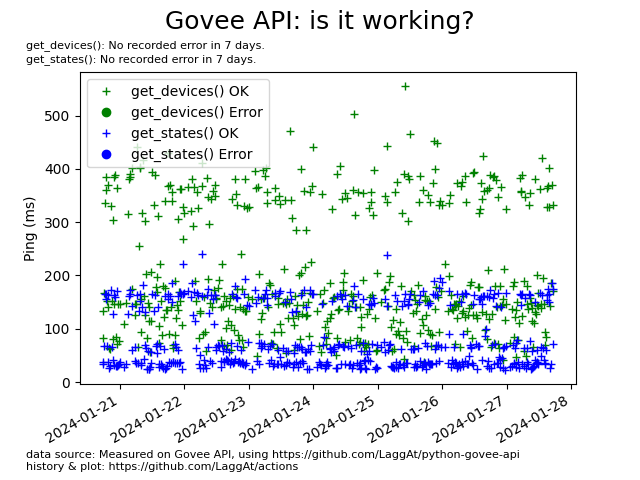 Govee API: is it working?
get_devices(): No recorded error in 7 days.
get_states(): No recorded error in 7 days.
get_devices() OK
get_devices() Error
get_states() OK
get_states() Error
Ping (ms)
500
400
300
200
100
0
2024-01-21
2024-01-22
2024-01-23
2024-01-24
2024-01-25
2024-01-26
2024-01-27
2024-01-28
data source: Measured on Govee API, using https://github.com/LaggAt/python-govee-api
history & plot: https://github.com/LaggAt/actions